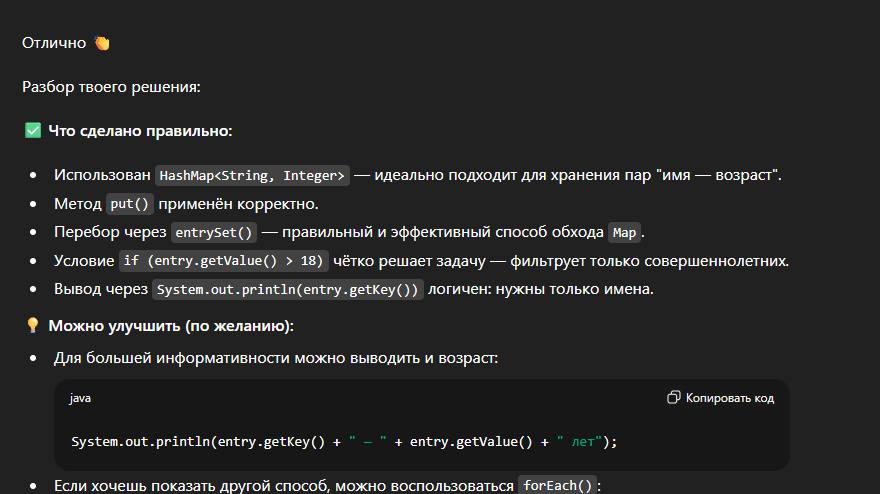 Отлично 👏
Разбор твоего решения:
✅ Что сделано правильно:
• Использован HashMap<String, Integer> — идеально подходит для хранения пар "имя — возраст".
• Метод put() применён корректно.
• Перебор через entrySet() — правильный и эффективный способ обхода Map.
• Условие if (entry.getValue() > 18) чётко решает задачу — фильтрует только совершеннолетних.
• Вывод через System.out.println(entry.getKey()) логичен: нужны только имена.
💡 Можно улучшить (по желанию):
• Для большей информативности можно выводить и возраст:
java
Копировать код
System.out.println(entry.getKey() + " — " + entry.getValue() + " лет");
• Если хочешь показать другой способ, можно воспользоваться forEach():